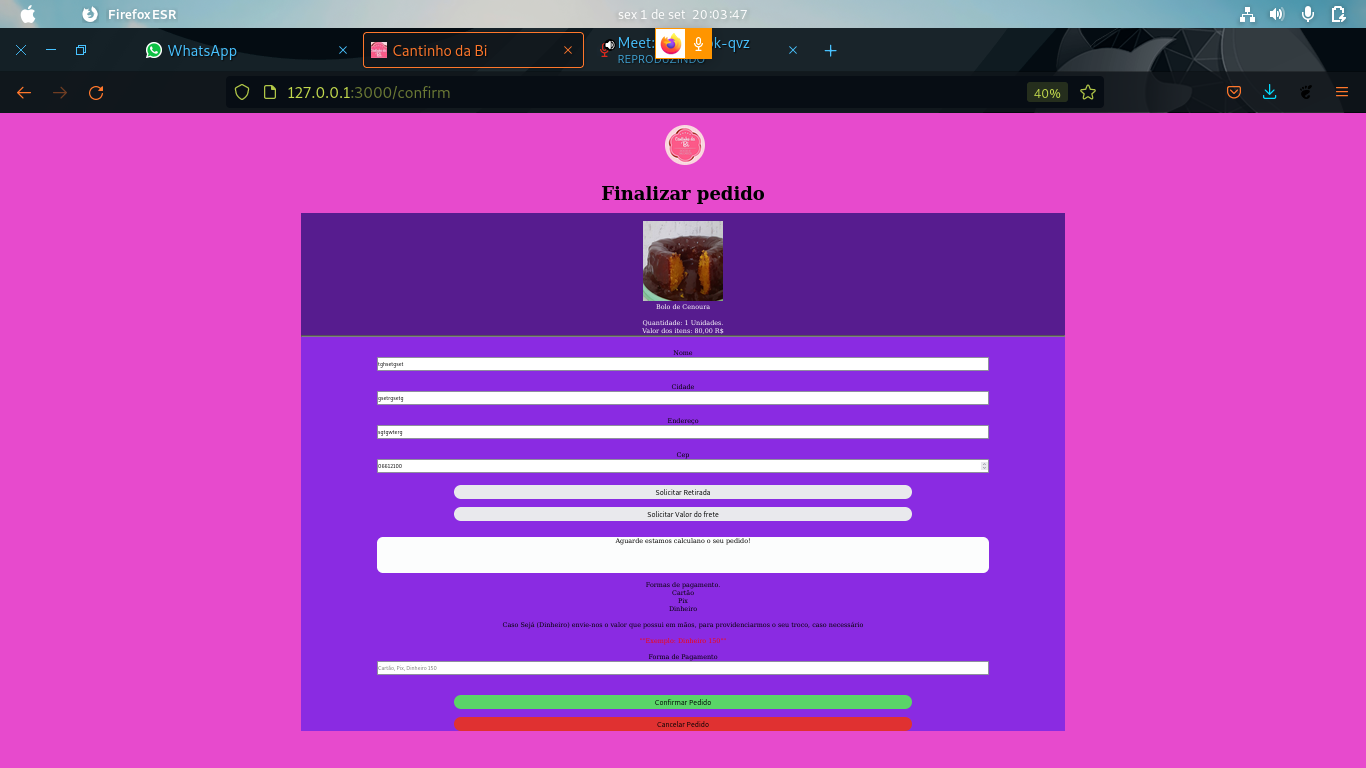 Firefox ESR
sex 1 de set 20:03:47
WhatsApp
Cantinho da Bi
Meet:
k-qvz
REPRODUZINDO
127.0.0.1:3000/confirm
40%
Finalizar pedido
Bolo de Cenoura
Quantidade: 1 Unidades.
Valor dos itens: 80,00 R$
Nome
Cidade
gsetrgsetg
Endereço
sgtgwterg
Cep
06612100
Solicitar Retirada
Solicitar Valor do frete
Aguarde estamos calculano o seu pedido!
Formas de pagamento.
Cartão
Pix
Dinheiro
Caso Sejá (Dinheiro) envie-nos o valor que possui em mãos, para providenciarmos o seu troco, caso necessário
Forma de Pagamento
Cartão, Pix, Dinheiro 150
Confirmar Pedido
Cancelar Pedido